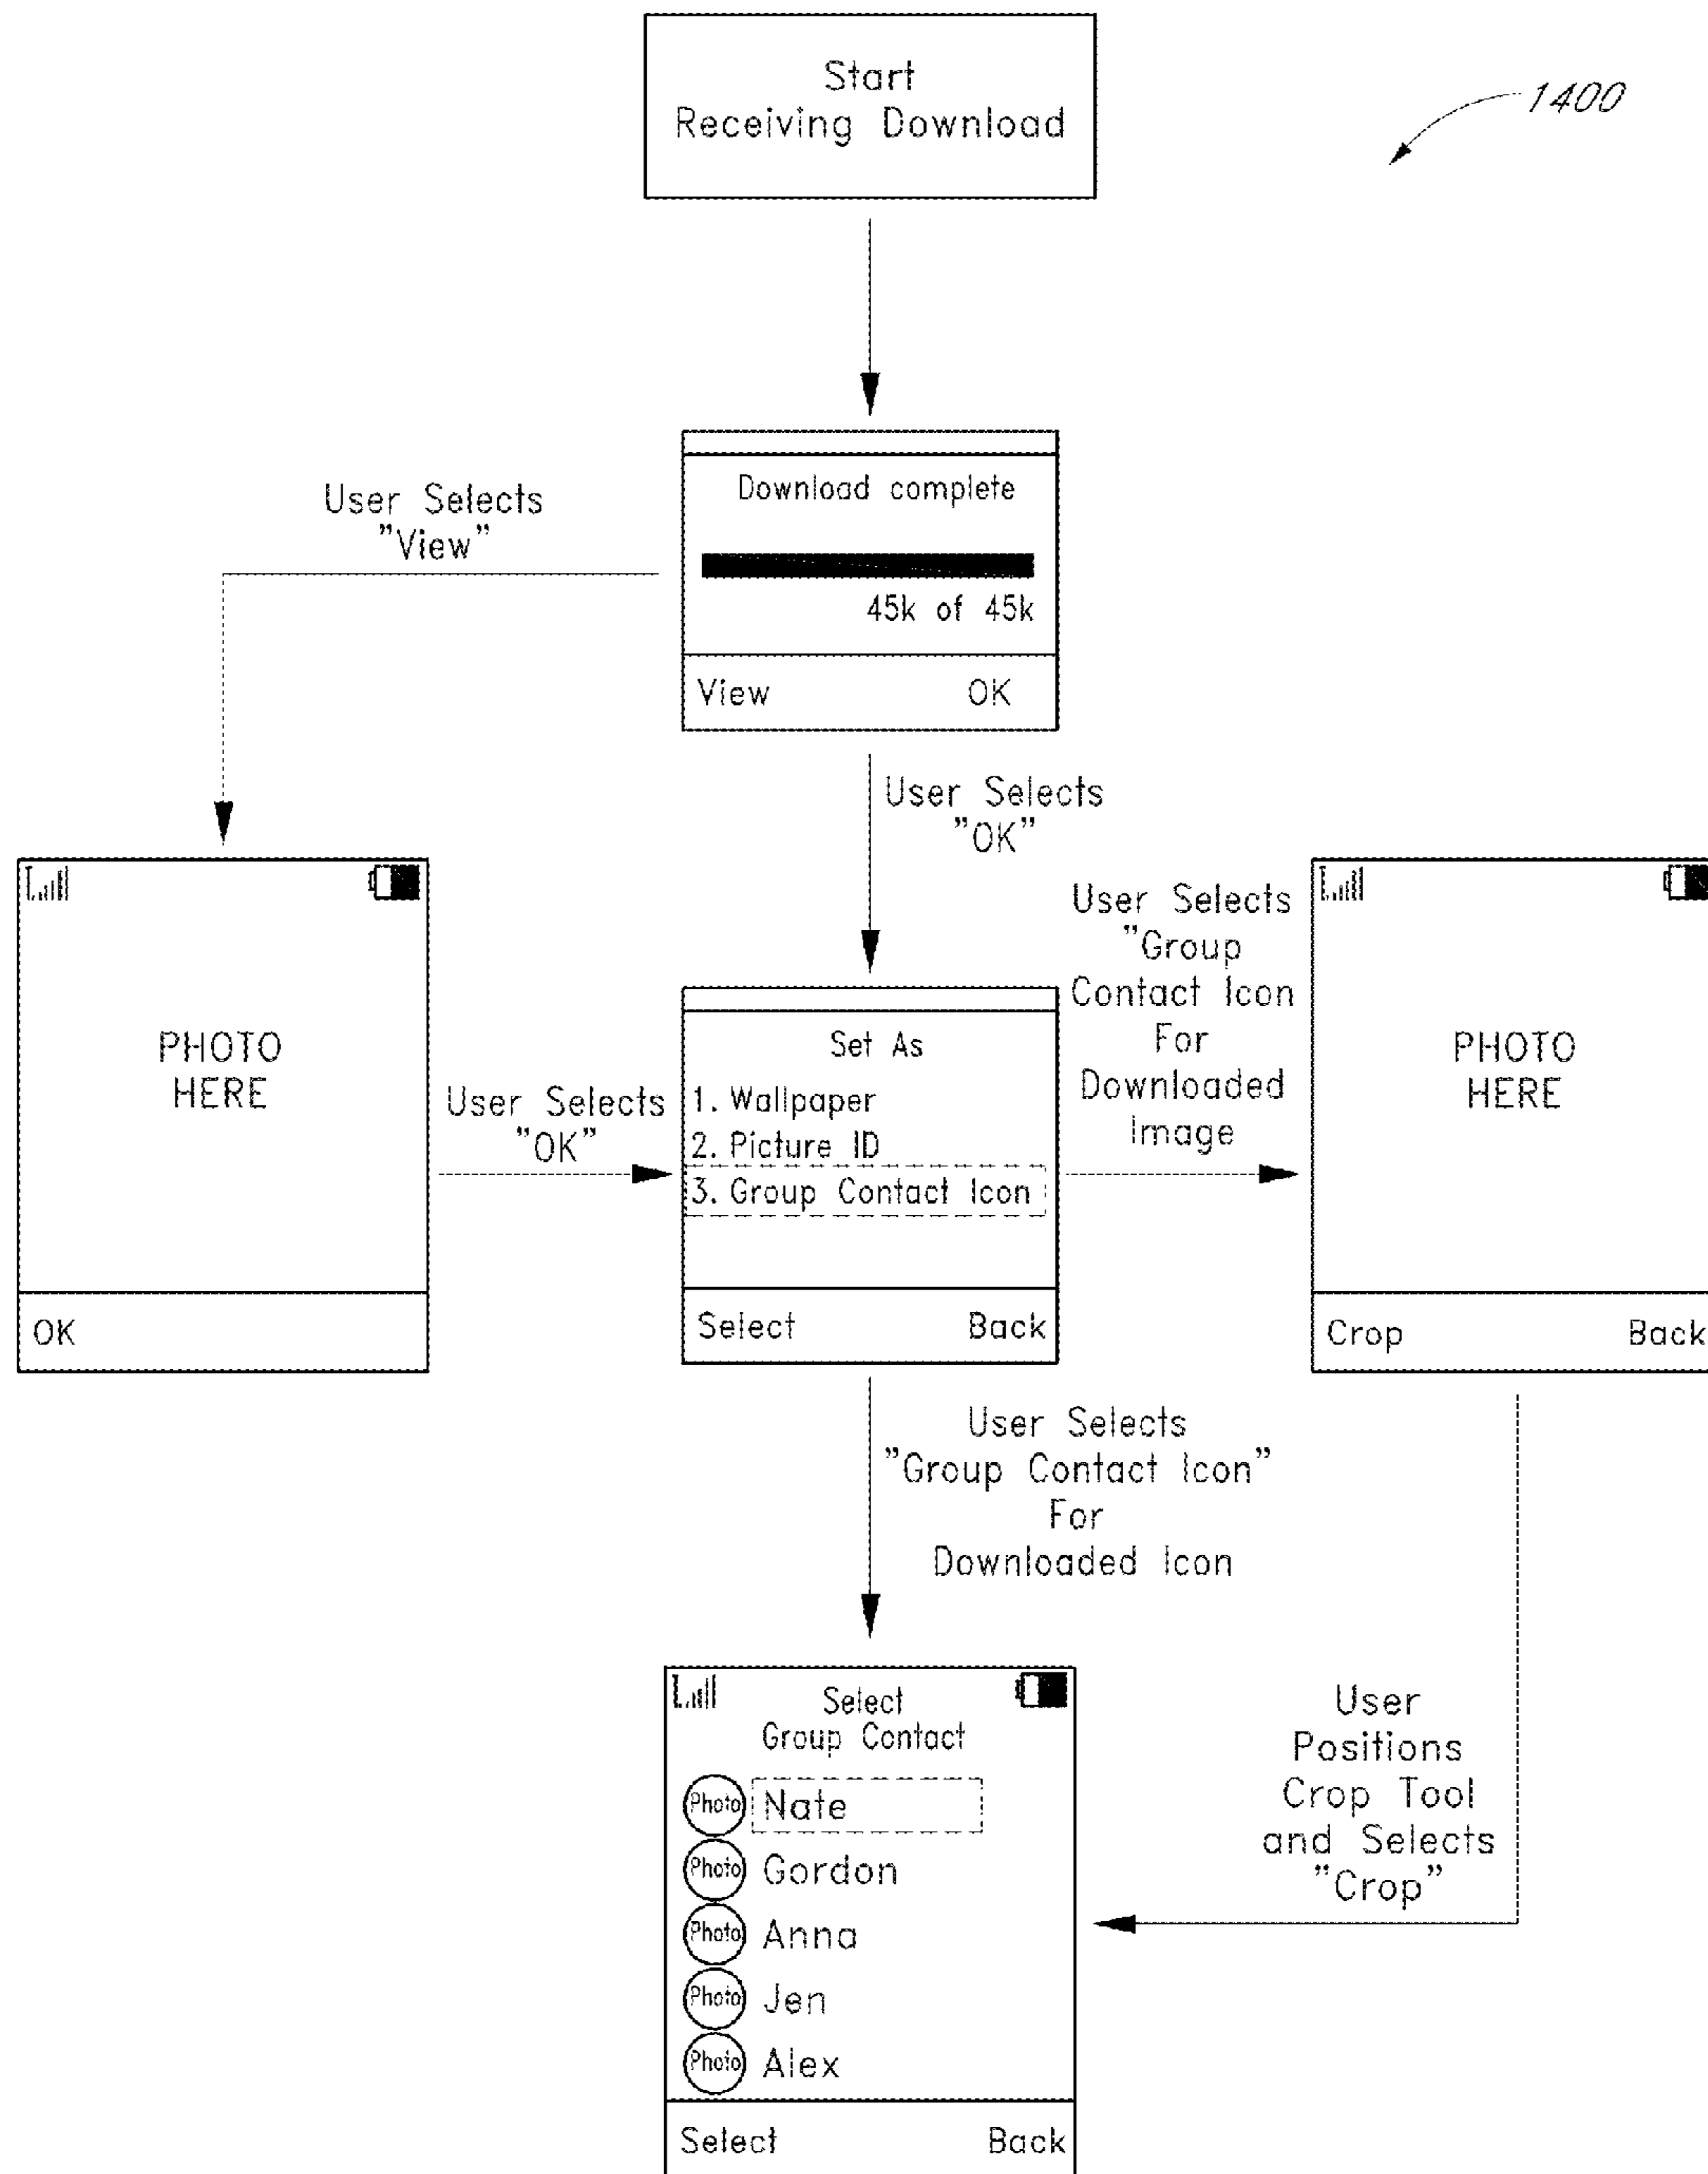 Start
Receiving Download
1400
Download complete
45k of 45k
View OK
User Selects
"View"
User Selects
"OK"
PHOTO
HERE
OK
User Selects
"OK"
Set As
1. Wallpaper
2. Picture ID
3. Group Contact Icon
Select Back
User Selects
"Group
Contact Icon
For
Downloaded
Image
PHOTO
HERE
Crop Back
User Selects
"Group Contact Icon"
For
Downloaded Icon
User
Positions
Crop Tool
and Selects
"Crop"
Select
Group Contact
Photo Nate
Photo Gordon
Photo Anna
Photo Jen
Photo Alex
Select Back